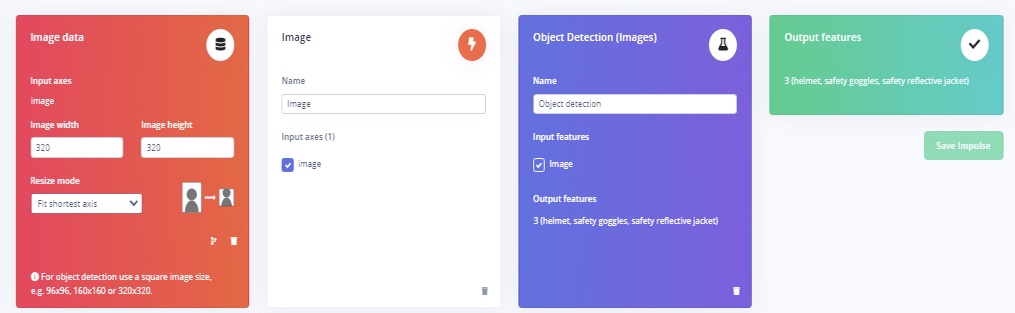 Image data
Input axes
image
Image width
Image height
320
320
Resize mode
Fit shortest axis
For object detection use a square image size,
e.g. 96x96, 160x160 or 320x320.
Image
Name
Image
Input axes (1)
image
Object Detection (Images)
Name
Object detection
Input features
Image
Output features
3 (helmet, safety goggles, safety reflective jacket)
Output features
3 (helmet, safety goggles, safety reflective jacket)
Save Impulse